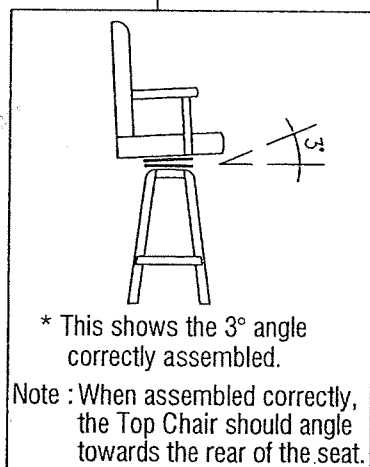 3°
* This shows the 3° angle
correctly assembled.
Note : When assembled correctly,
the Top Chair should angle
towards the rear of the seat.